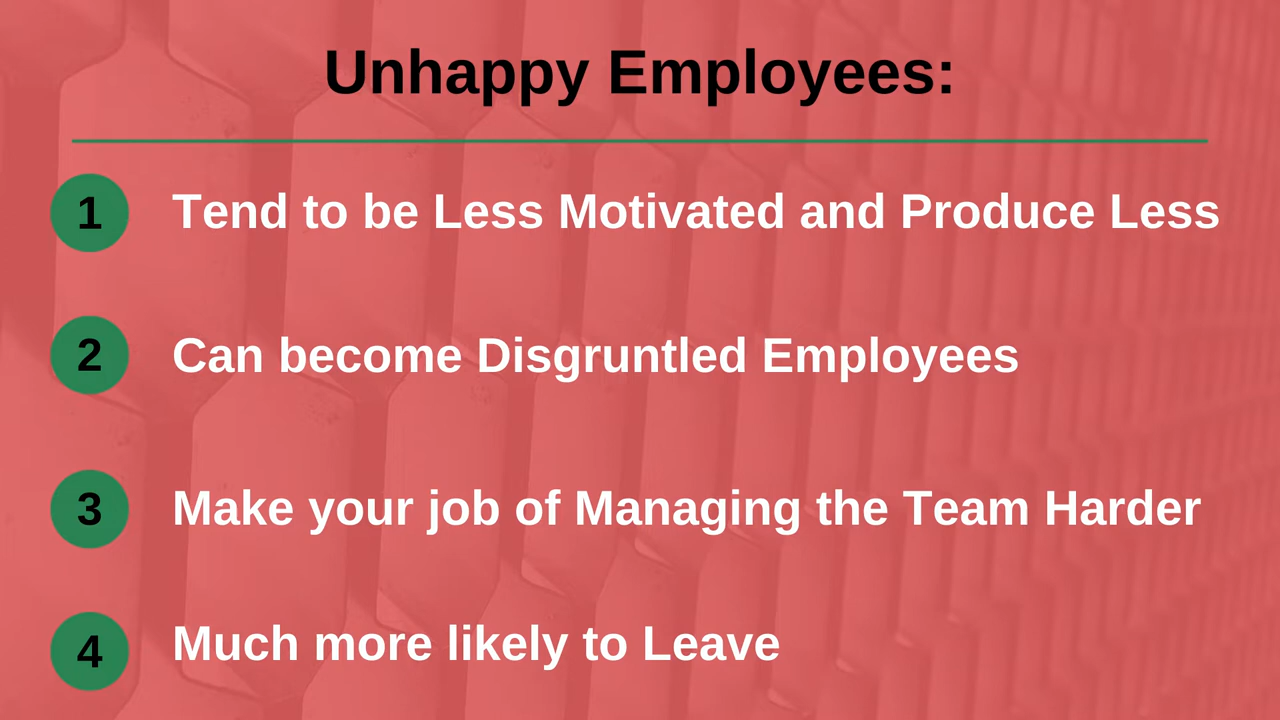 Unhappy Employees:
1 Tend to be Less Motivated and Produce Less
2 Can become Disgruntled Employees
3 Make your job of Managing the Team Harder
4 Much more likely to Leave